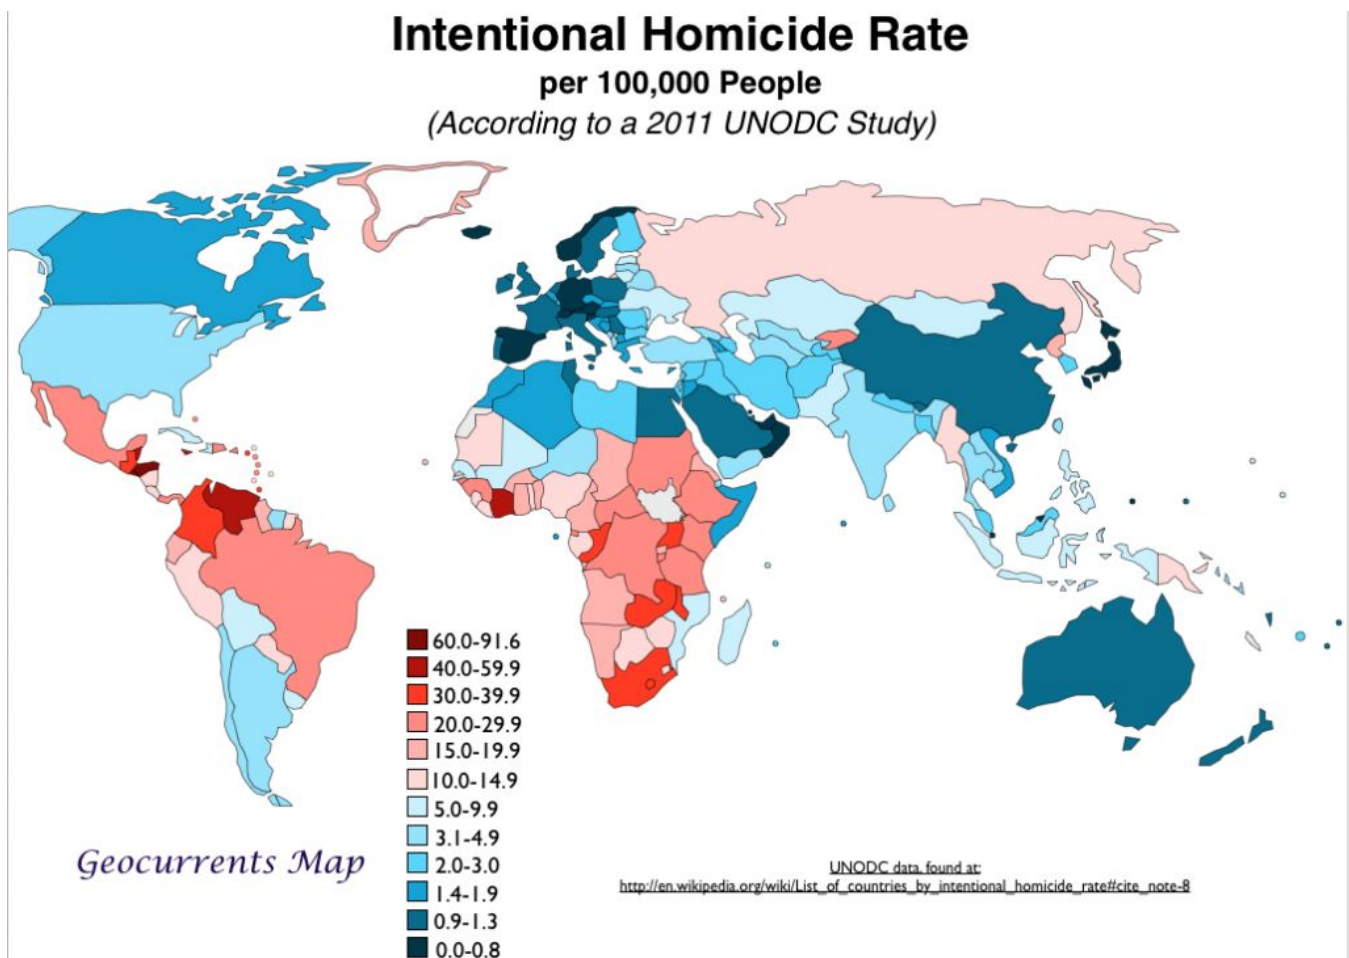 Intentional Homicide Rate
per 100,000 People
(According to a 2011 UNODC Study)
60.0-91.6
40.0-59.9
30.0-39.9
20.0-29.9
15.0-19.9
10.0-14.9
5.0-9.9
3.1-4.9
2.0-3.0
1.4-1.9
0.9-1.3
0.0-0.8
Geocurrents Map
UNODC data, found at:
http://en.wikipedia.org/wiki/List_of_countries_by_intentional_homicide_rate#cite_note-8